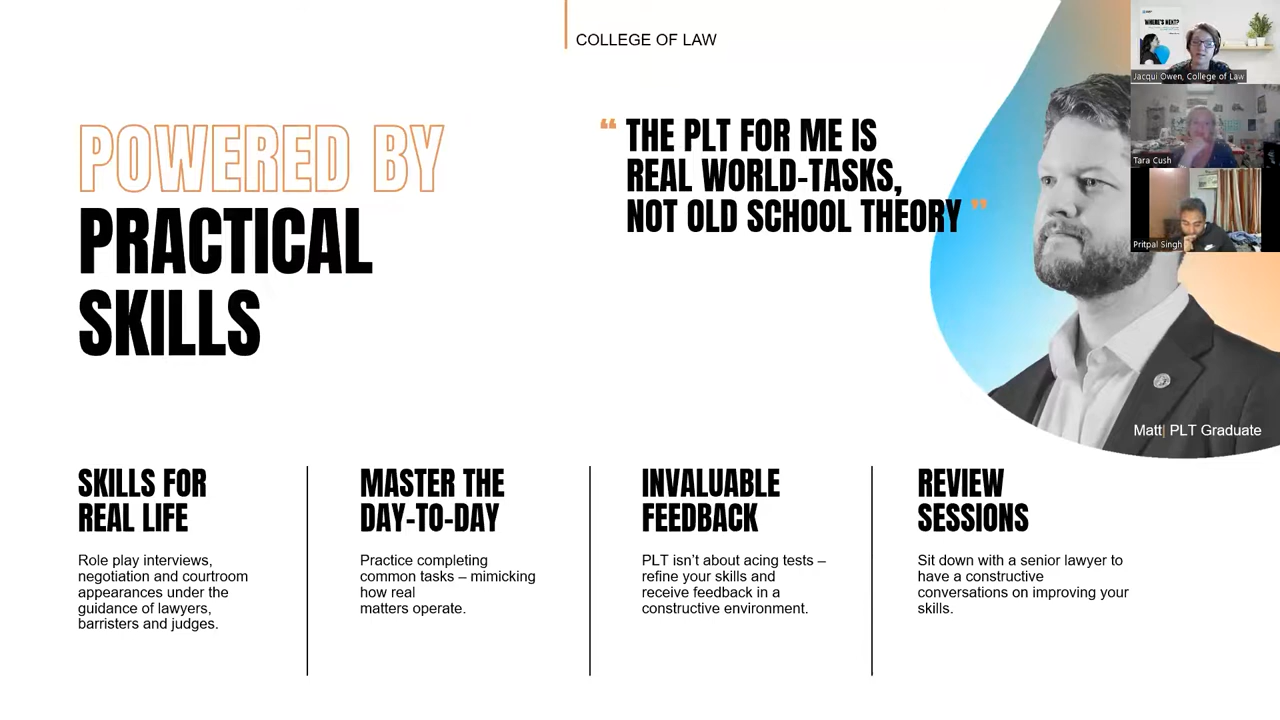 COLLEGE OF LAW
POWERED BY
PRACTICAL
SKILLS
“ THE PLT FOR ME IS
REAL WORLD-TASKS,
NOT OLD SCHOOL THEORY ”
WHERE'S NEXT?
Jacqui Owen, College of Law
Tara Cush
Pritpal Singh
Matt| PLT Graduate
SKILLS FOR
REAL LIFE
Role play interviews,
negotiation and courtroom
appearances under the
guidance of lawyers,
barristers and judges.
MASTER THE
DAY-TO-DAY
Practice completing
common tasks – mimicking
how real
matters operate.
INVALUABLE
FEEDBACK
PLT isn’t about acing tests –
refine your skills and
receive feedback in a
constructive environment.
REVIEW
SESSIONS
Sit down with a senior lawyer to
have a constructive
conversations on improving your
skills.